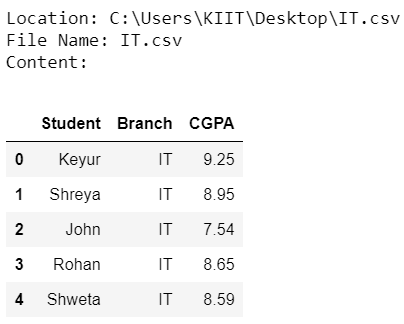 Location: C:\Users\KIIT\Desktop\IT.csv
File Name: IT.csv
Content:
Student Branch CGPA
0 Keyur IT 9.25
1 Shreya IT 8.95
2 John IT 7.54
3 Rohan IT 8.65
4 Shweta IT 8.59